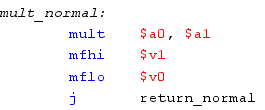 mult_normal:
mult $a0, $a1
mfhi $v1
mflo $v0
j return_normal